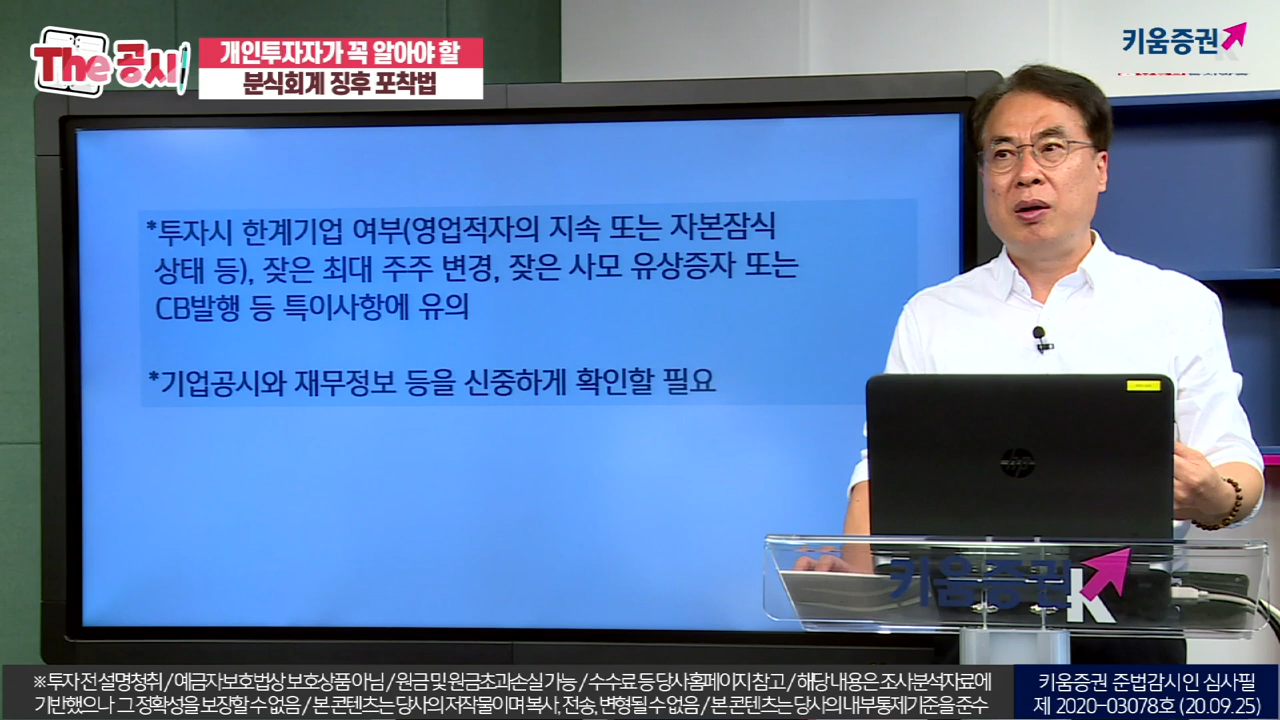 The 공시
개인투자자가 꼭 알아야 할
분식회계 징후 포착법
키움증권
*투자시 한계기업 여부(영업적자의 지속 또는 자본잠식
상태 등), 잦은 최대 주주 변경, 잦은 사모 유상증자 또는
CB발행 등 특이사항에 유의
*기업공시와 재무정보 등을 신중하게 확인할 필요
hp
키움증권
K
※ 투자 전 설명청취 / 예금자보호법상 보호상품 아님 / 원금 및 원금초과손실 가능 / 수수료 등 당사홈페이지 참고 / 해당 내용은 조사분석자료에
기반했으나 그 정확성을 보장할 수 없음 / 본 콘텐츠는 당사의 저작물이며 복사, 전송, 변형될 수 없음 / 본 콘텐츠는 당사의 내부통제기준을 준수
키움증권 준법감시인 심사필
제 2020-03078호 (20.09.25)